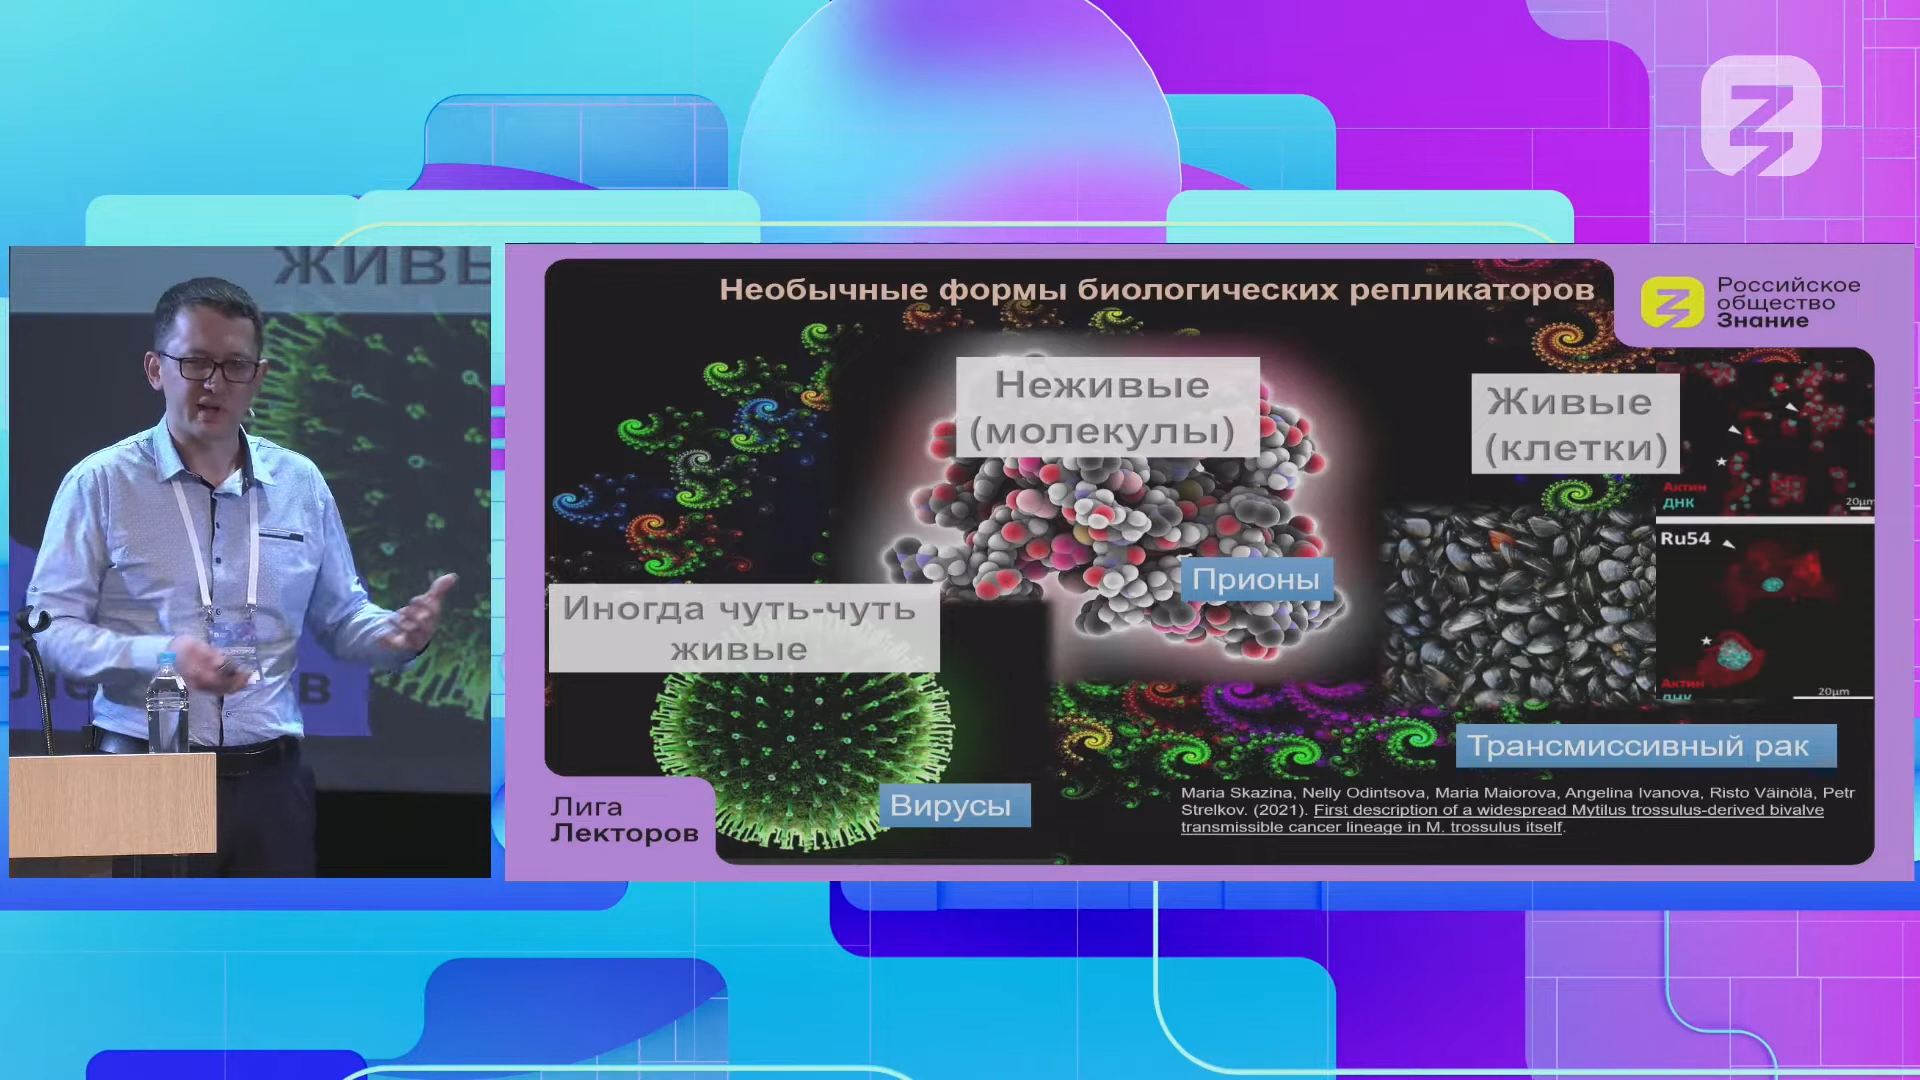 живы
Необычные формы биологических репликаторов
Российское
общество
Знание
Неживые
(молекулы)
Живые
(клетки)
Актин
ДНК
20μm
Ru54
Прионы
Иногда чуть-чуть
живые
Актин
ДНК
20μm
Трансмиссивный рак
Вирусы
Maria Skazina, Nelly Odintsova, Maria Maiorova, Angelina Ivanova, Risto Väinölä, Petr
Strelkov. (2021). First description of a widespread Mytilus trossulus-derived bivalve
transmissible cancer lineage in M. trossulus itself.
Лига
Лекторов